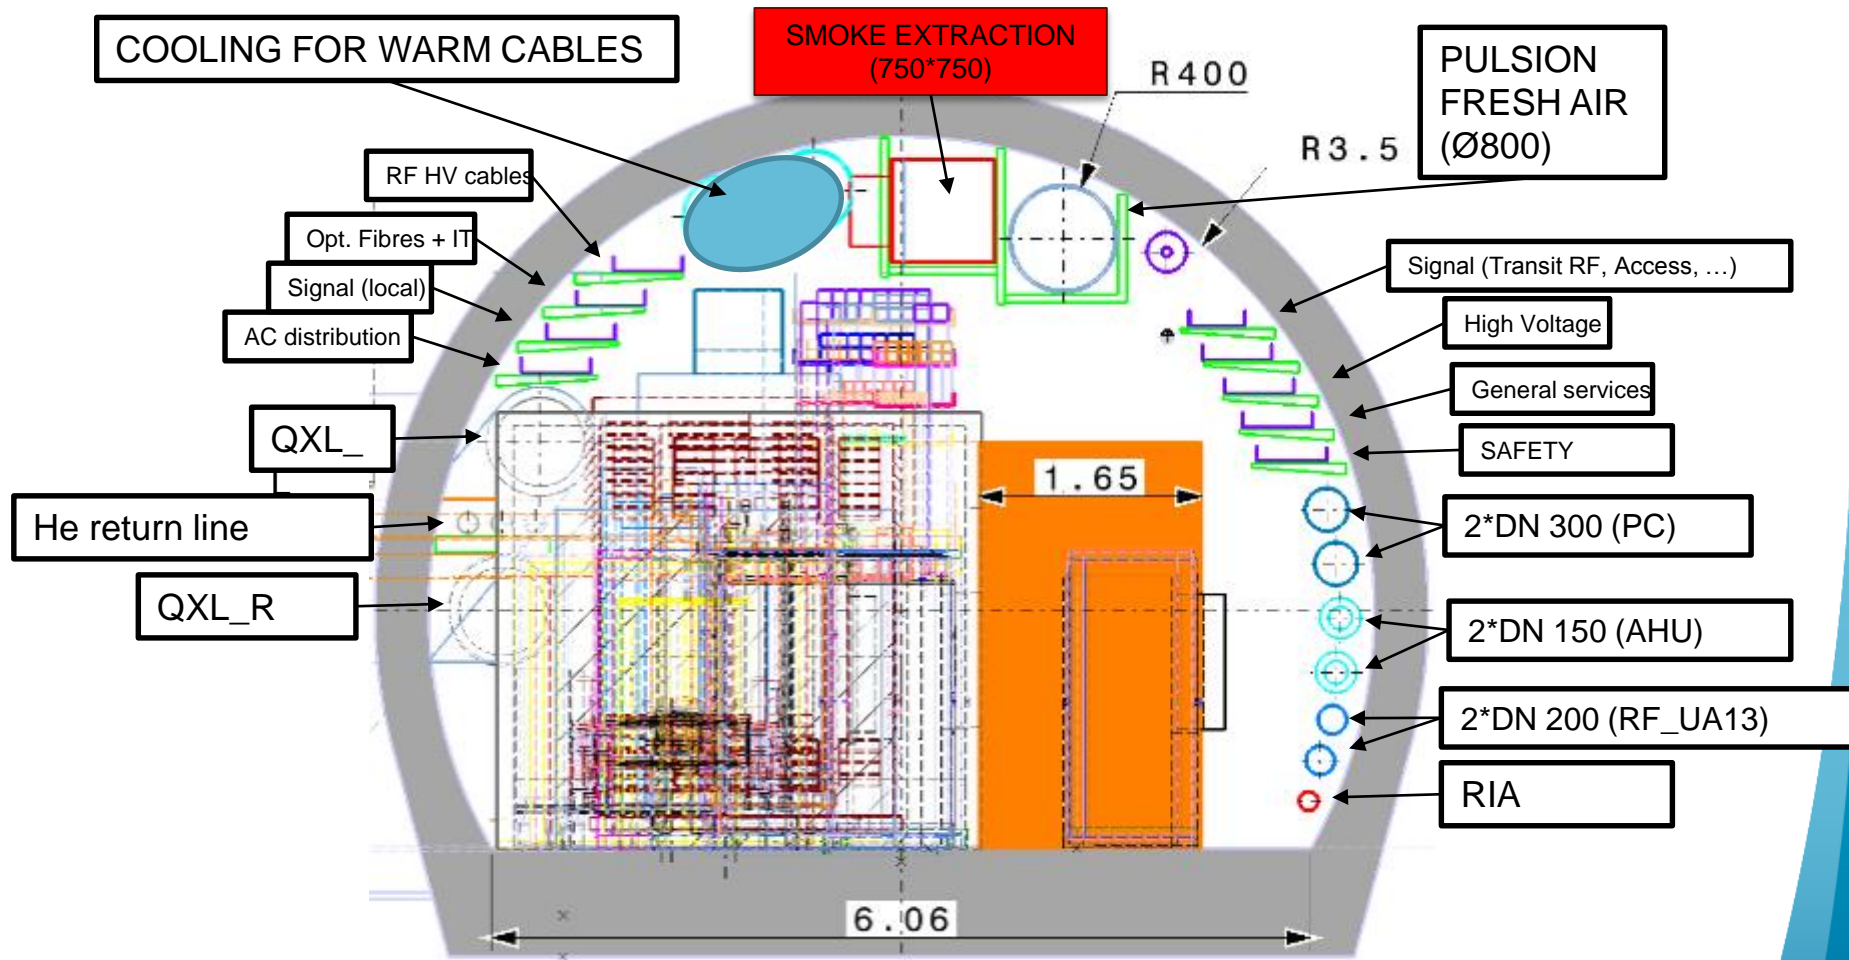 COOLING FOR WARM CABLES
SMOKE EXTRACTION
(750*750)
R400
PULSION
FRESH AIR
(Ø800)
R3.5
RF HV cables
Opt. Fibres + IT
Signal (local)
AC distribution
QXL_
He return line
QXL_R
Signal (Transit RF, Access, …)
High Voltage
General services
SAFETY
1.65
2*DN 300 (PC)
2*DN 150 (AHU)
2*DN 200 (RF_UA13)
RIA
6.06